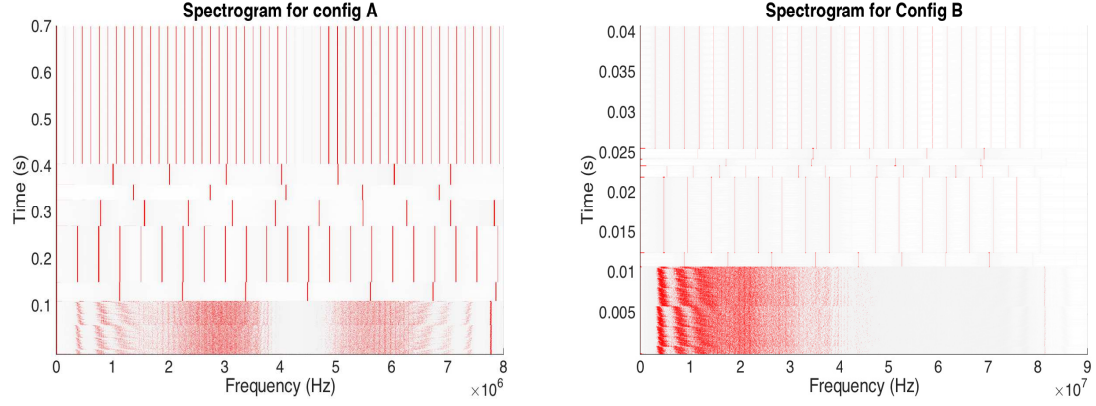 Spectrogram for config A
0.7
0.6
0.5
0.4
0.3
0.2
0.1
Time (s)
0 1 2 3 4 5 6 7 8
Frequency (Hz)
×10^6
Spectrogram for Config B
0.04
0.035
0.03
0.025
0.02
0.015
0.01
0.005
Time (s)
0 1 2 3 4 5 6 7 8 9
Frequency (Hz)
×10^7